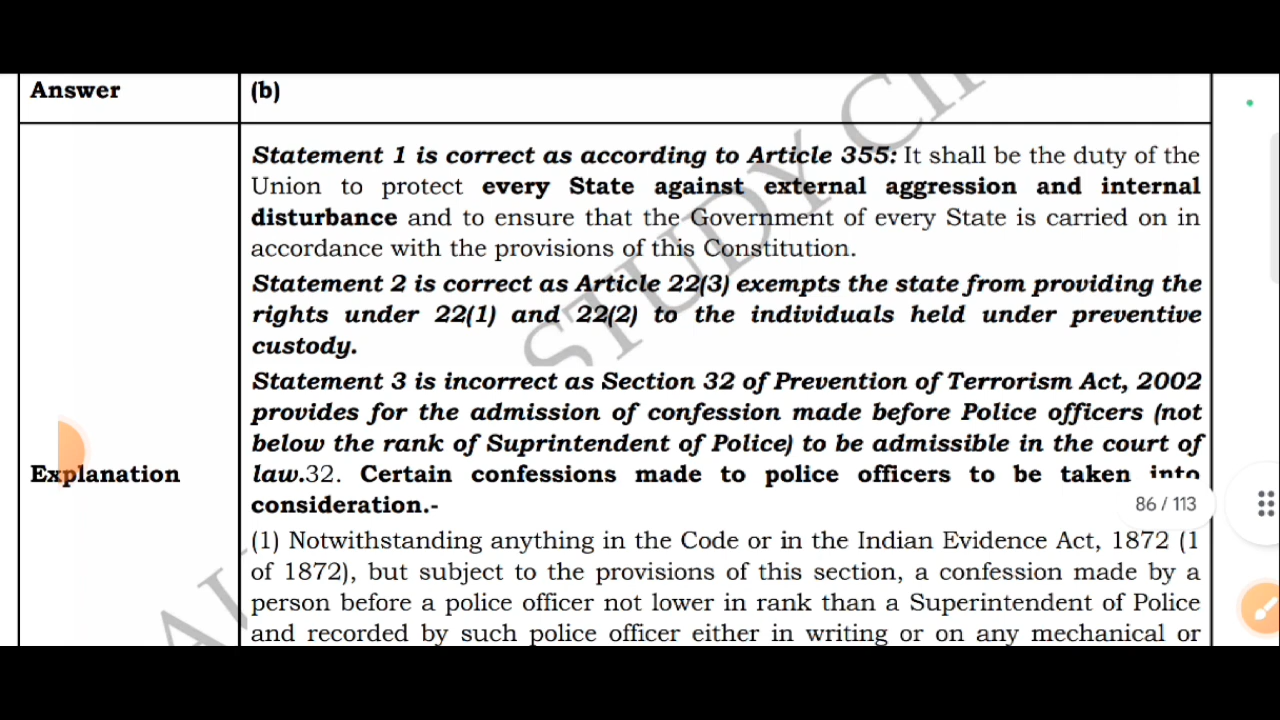 Answer
(b)
Statement 1 is correct as according to Article 355: It shall be the duty of the
Union to protect every State against external aggression and internal
disturbance and to ensure that the Government of every State is carried on in
accordance with the provisions of this Constitution.
Statement 2 is correct as Article 22(3) exempts the state from providing the
rights under 22(1) and 22(2) to the individuals held under preventive
custody.
Statement 3 is incorrect as Section 32 of Prevention of Terrorism Act, 2002
provides for the admission of confession made before Police officers (not
below the rank of Suprintendent of Police) to be admissible in the court of
Explanation
law.32. Certain confessions made to police officers to be taken into
consideration.-
86 / 113
(1) Notwithstanding anything in the Code or in the Indian Evidence Act, 1872 (1
of 1872), but subject to the provisions of this section, a confession made by a
person before a police officer not lower in rank than a Superintendent of Police
and recorded by such police officer either in writing or on any mechanical or
STUDY